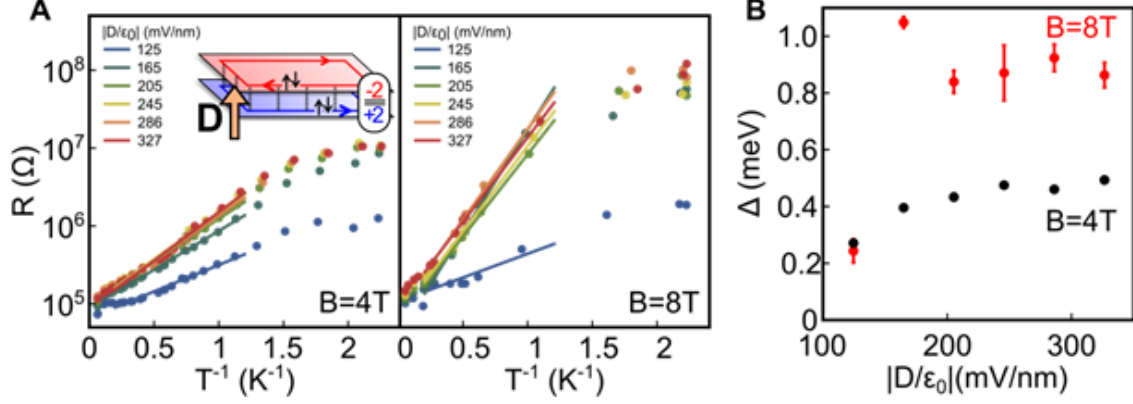 A
B
|D/ε₀| (mV/nm)
125
165
205
245
286
327
D
-2
+2
|D/ε₀| (mV/nm)
125
165
205
245
286
327
10⁸
10⁷
10⁶
10⁵
R (Ω)
B=4T
B=8T
0 0.5 1 1.5 2
0 0.5 1 1.5 2
T⁻¹ (K⁻¹)
T⁻¹ (K⁻¹)
B=8T
B=4T
1.0
0.8
0.6
0.4
0.2
0
Δ (meV)
100 200 300
|D/ε₀|(mV/nm)